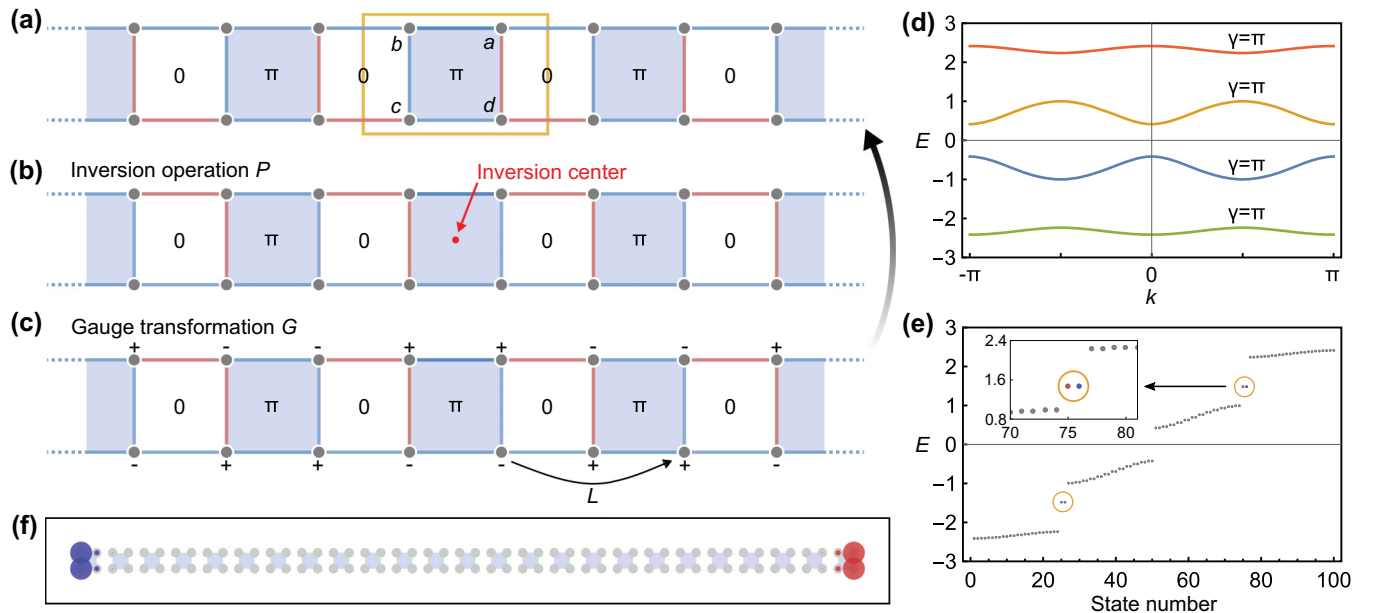 (a)
b a
0 π 0 π 0 π 0
c d
(b) Inversion operation P
Inversion center
0 π 0 π 0 π 0
(c) Gauge transformation G
+ - - + + - - +
0 π 0 π 0 π 0
- + + - - + + -
L
(f)
(d)
3
2
1
E 0
−1
−2
−3
γ=π
γ=π
γ=π
γ=π
-π 0 π
k
(e)
3
2
1
E 0
−1
−2
−3
2.4
1.6
0.8
70 75 80
0 20 40 60 80 100
State number